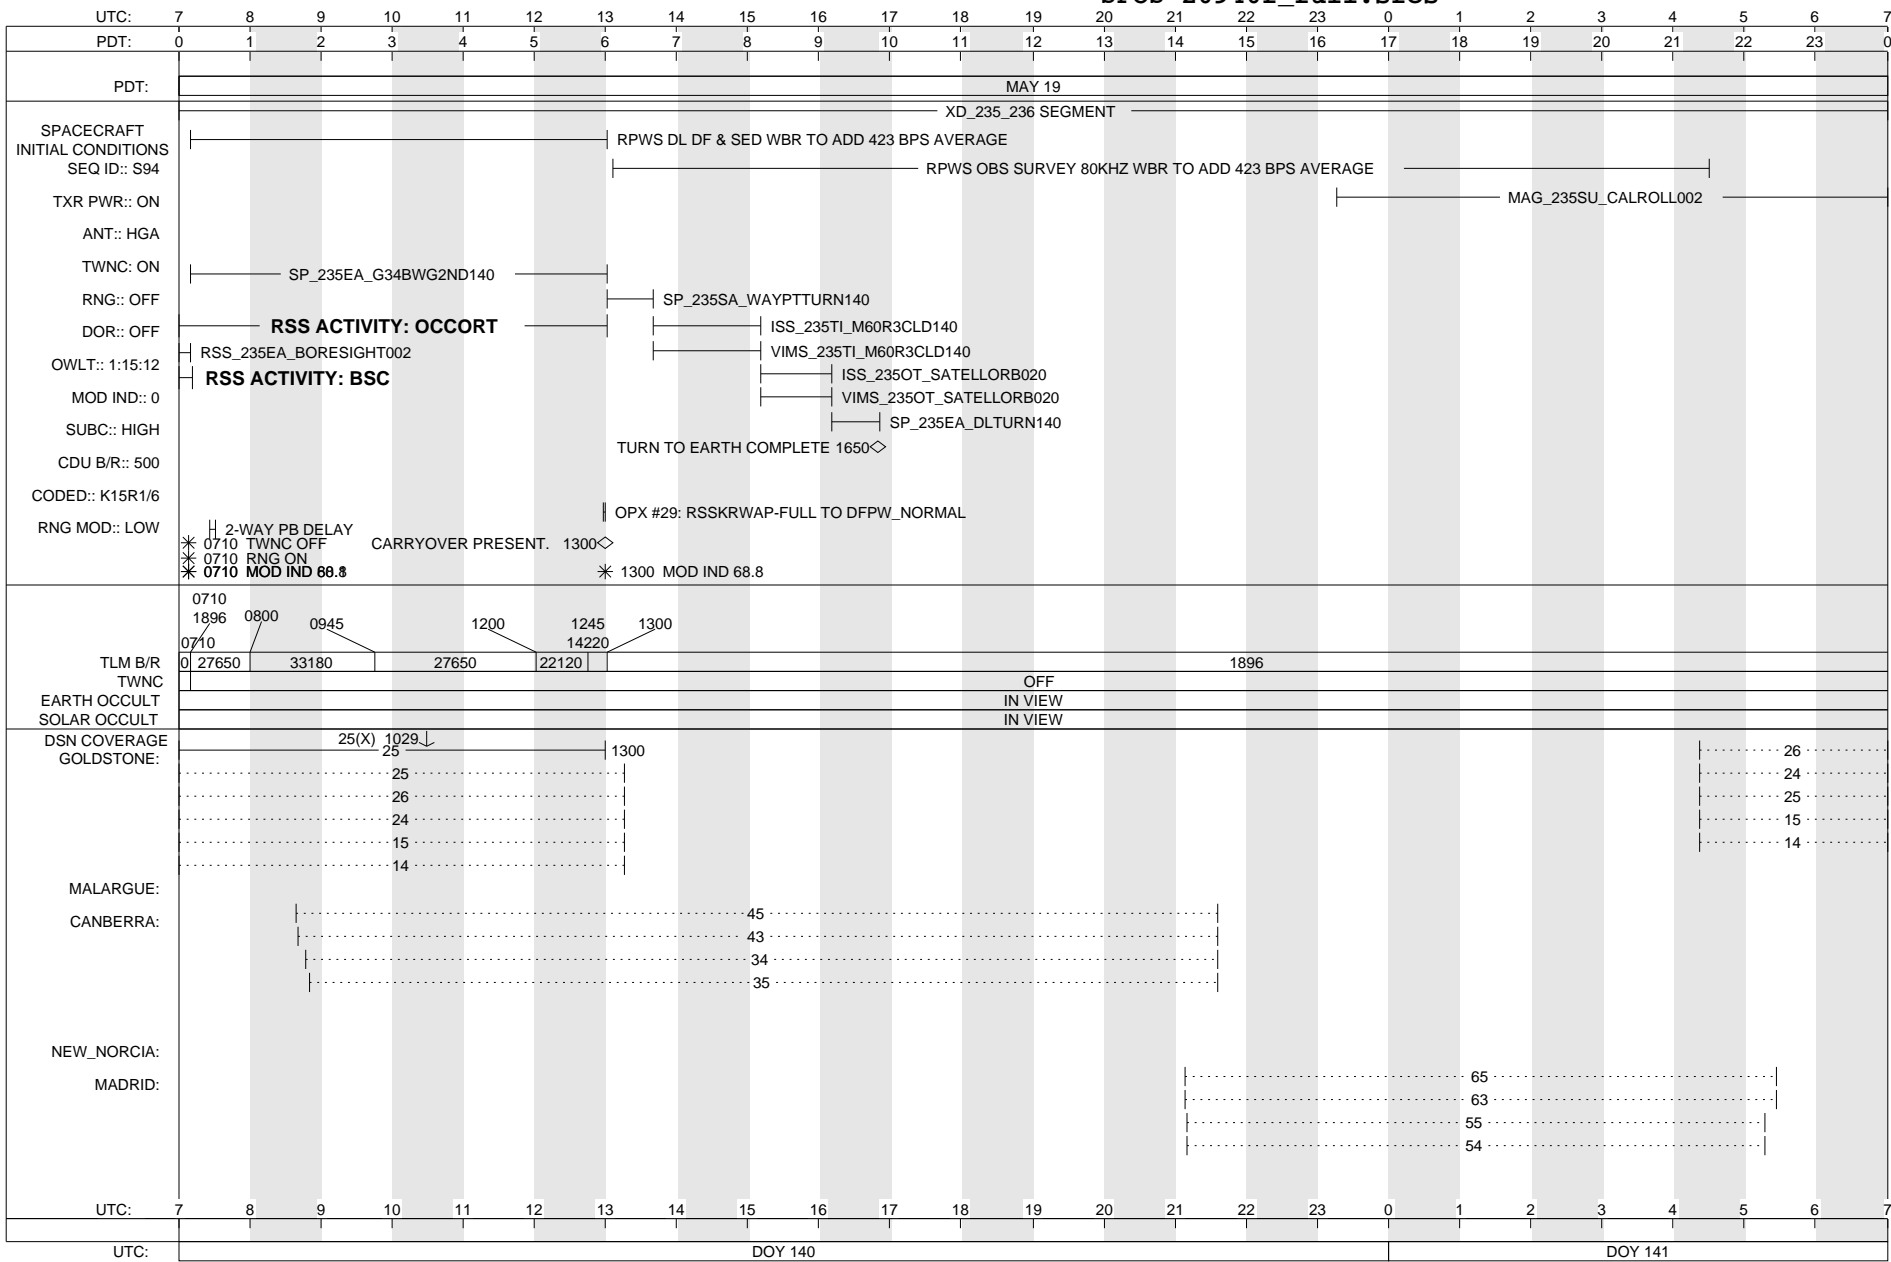 UTC: 7 8 9 10 11 12 13 14 15 16 17 18 19 20 21 22 23 0 1 2 3 4 5 6 7
PDT: 0 1 2 3 4 5 6 7 8 9 10 11 12 13 14 15 16 17 18 19 20 21 22 23 0
PDT: MAY 19
XD_235_236 SEGMENT
SPACECRAFT
INITIAL CONDITIONS
RPWS DL DF & SED WBR TO ADD 423 BPS AVERAGE
SEQ ID:: S94
RPWS OBS SURVEY 80KHZ WBR TO ADD 423 BPS AVERAGE
TXR PWR:: ON
MAG_235SU_CALROLL002
ANT:: HGA
TWNC: ON
SP_235EA_G34BWG2ND140
RNG:: OFF
SP_235SA_WAYPTTURN140
DOR:: OFF
RSS ACTIVITY: OCCORT
ISS_235TI_M60R3CLD140
RSS_235EA_BORESIGHT002
VIMS_235TI_M60R3CLD140
OWLT:: 1:15:12
RSS ACTIVITY: BSC
ISS_235OT_SATELLORB020
MOD IND:: 0
VIMS_235OT_SATELLORB020
SUBC:: HIGH
SP_235EA_DLTURN140
TURN TO EARTH COMPLETE 1650
CDU B/R:: 500
CODED:: K15R1/6
OPX #29: RSSKRWAP-FULL TO DFPW_NORMAL
RNG MOD:: LOW
2-WAY PB DELAY
0710 TWNC OFF CARRYOVER PRESENT. 1300
0710 RNG ON
0710 MOD IND
1300 MOD IND 68.8
0710
1896 0800 0945 1200 1245 1300
0710 14220
TLM B/R 0 27650 33180 27650 22120 1896
TWNC OFF
EARTH OCCULT IN VIEW
SOLAR OCCULT IN VIEW
DSN COVERAGE 25(X) 1029
GOLDSTONE: 25 1300 26
25 24
26 25
24 15
15 14
14
MALARGUE:
CANBERRA: 45
43
34
35
NEW_NORCIA:
MADRID: 65
63
55
54
UTC: 7 8 9 10 11 12 13 14 15 16 17 18 19 20 21 22 23 0 1 2 3 4 5 6 7
UTC: DOY 140 DOY 141